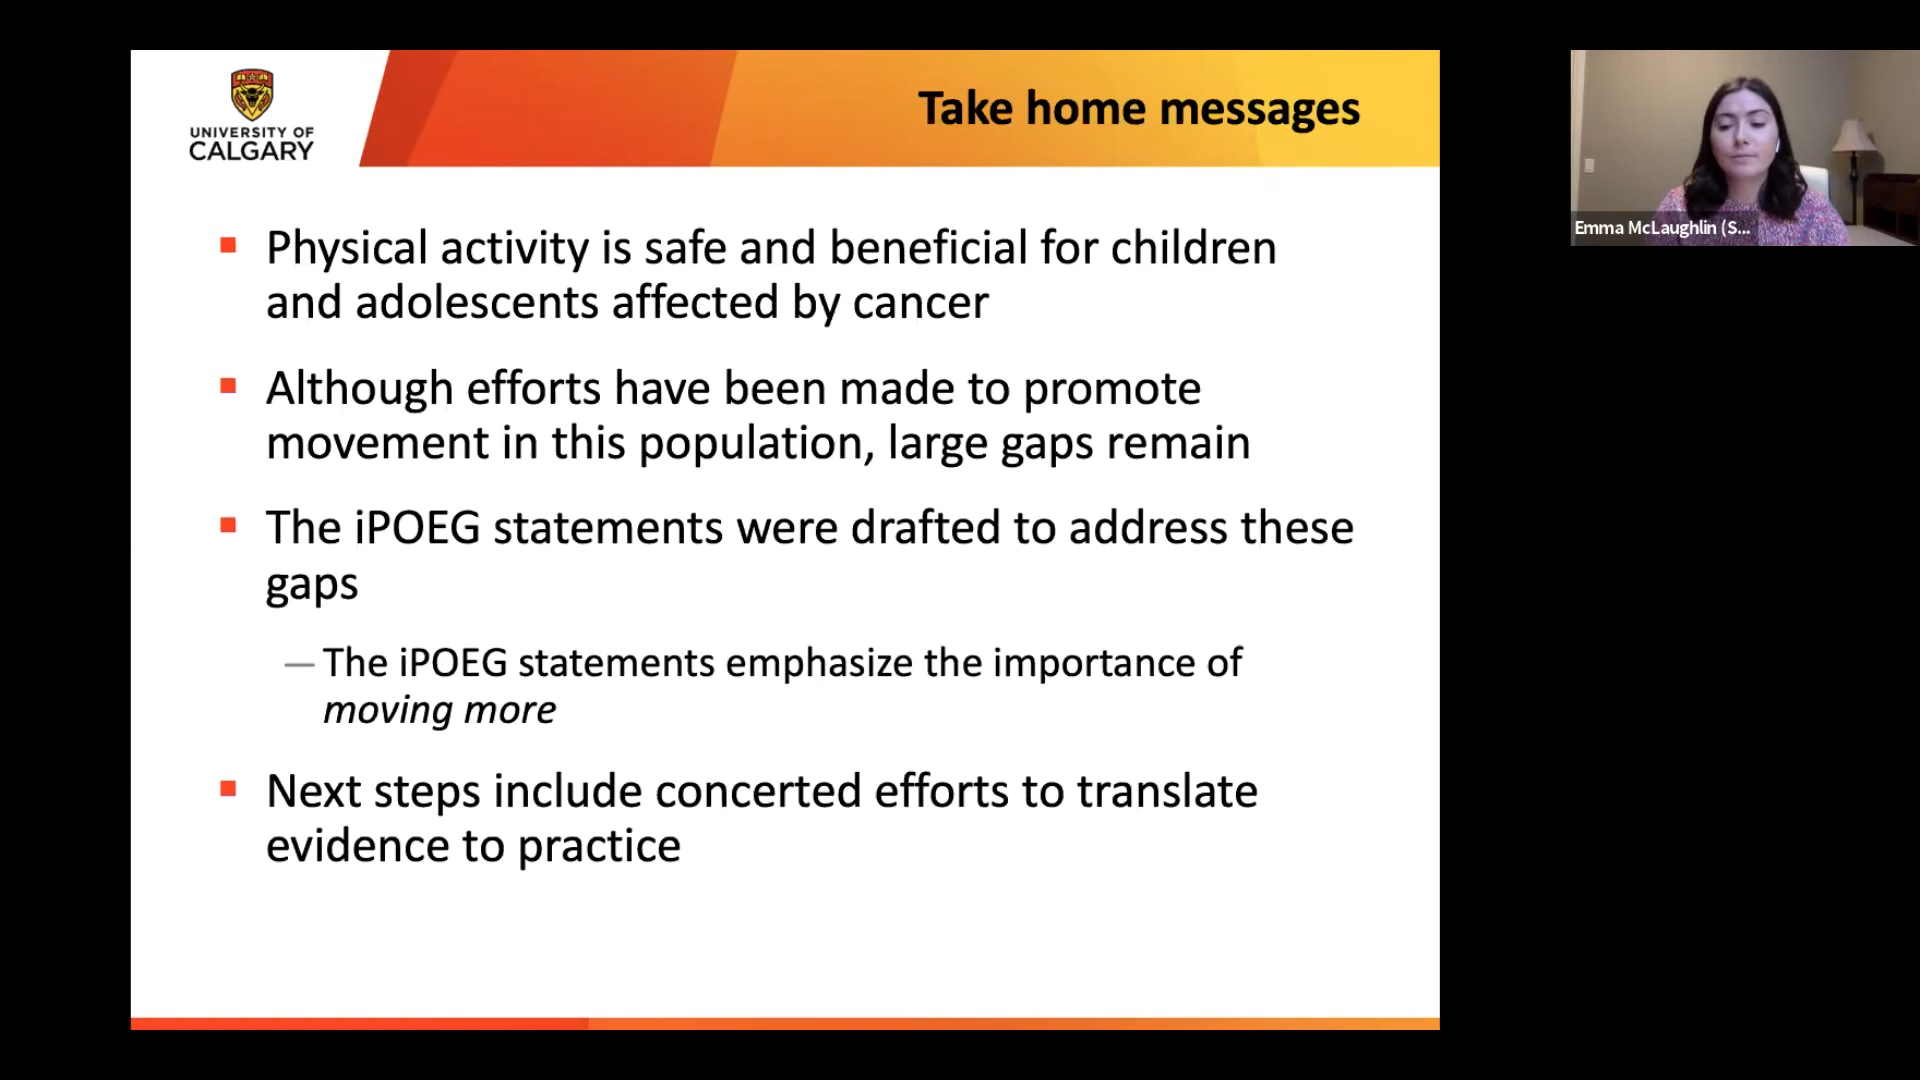 UNIVERSITY OF
CALGARY
Take home messages
Physical activity is safe and beneficial for children
and adolescents affected by cancer
Although efforts have been made to promote
movement in this population, large gaps remain
The iPOEG statements were drafted to address these
gaps
— The iPOEG statements emphasize the importance of
moving more
Next steps include concerted efforts to translate
evidence to practice
Emma McLaughlin (S...